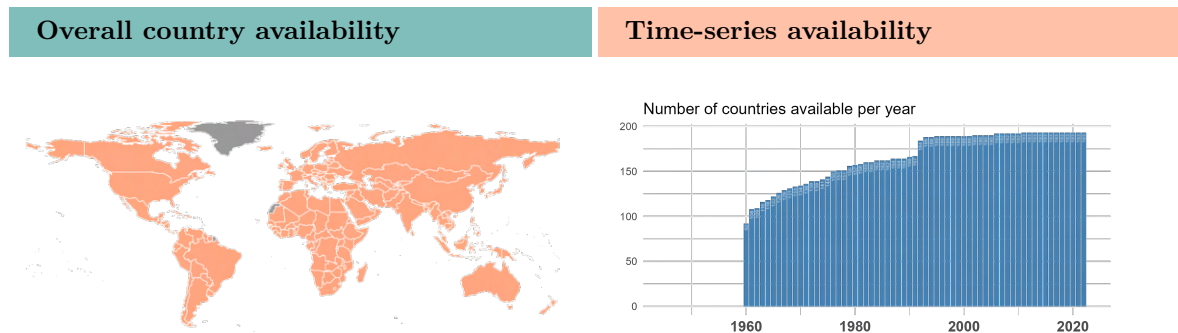 Overall country availability
Time-series availability
Number of countries available per year
200
150
100
50
0
1960 1980 2000 2020